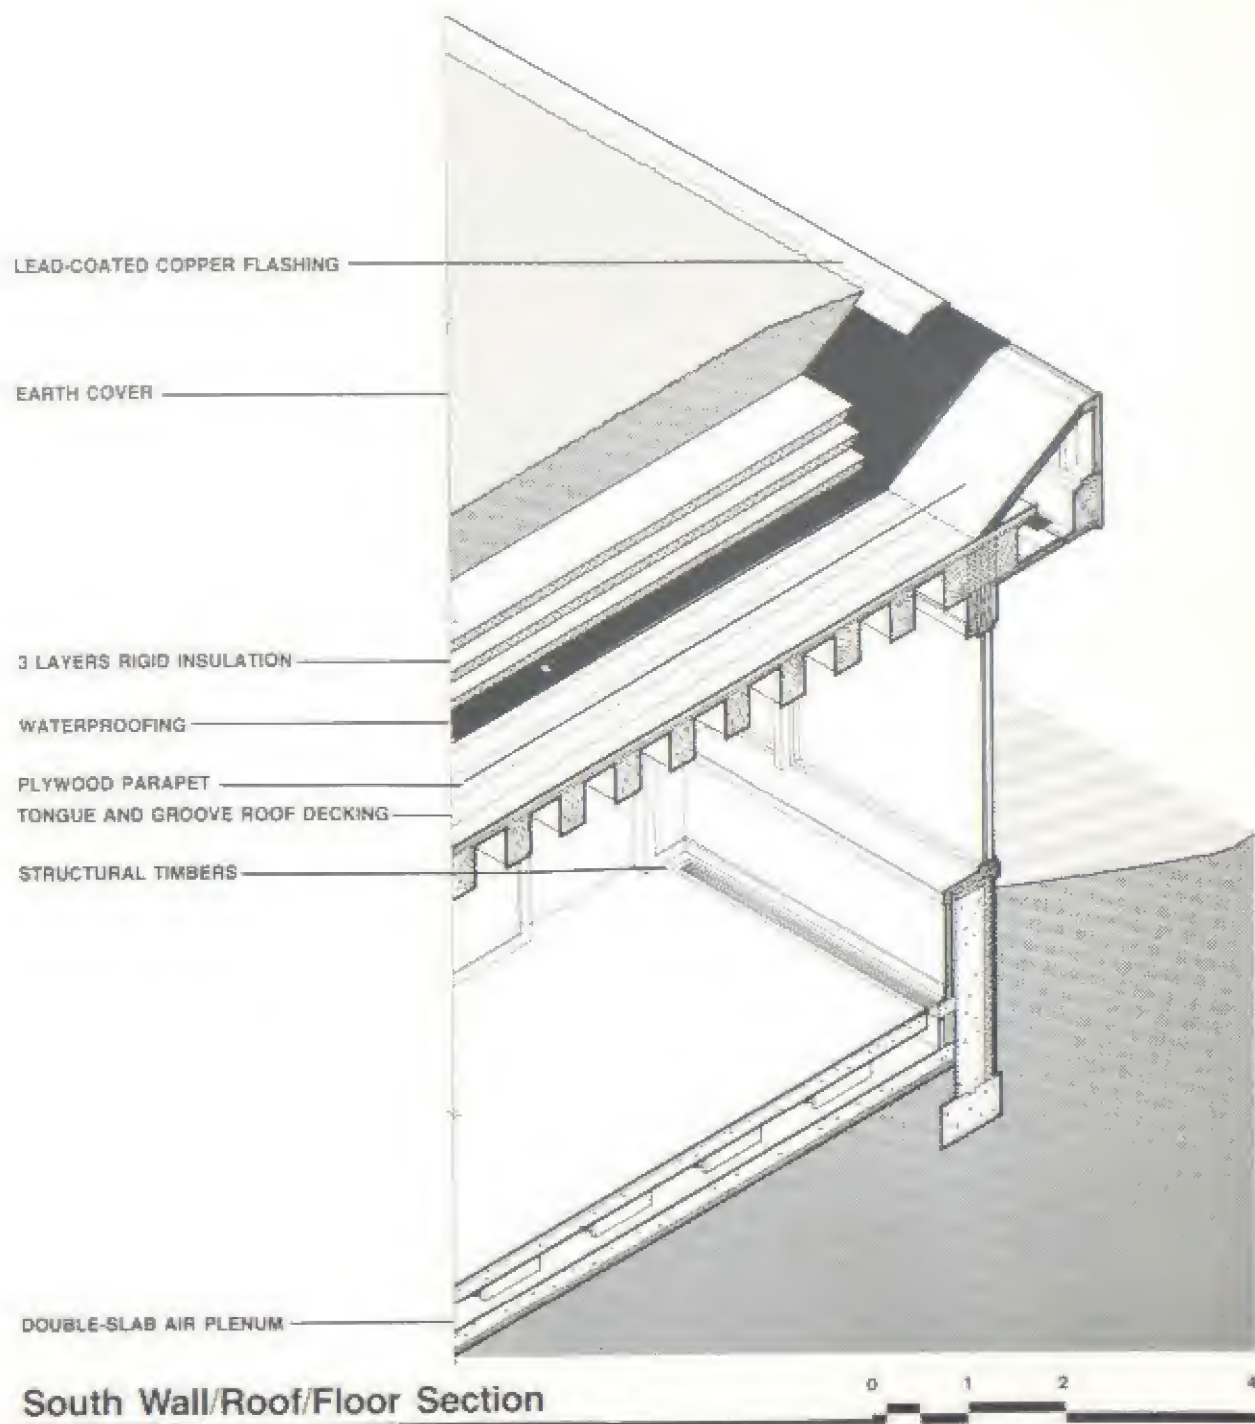 LEAD-COATED COPPER FLASHING
EARTH COVER
3 LAYERS RIGID INSULATION
WATERPROOFING
PLYWOOD PARAPET
TONGUE AND GROOVE ROOF DECKING
STRUCTURAL TIMBERS
DOUBLE-SLAB AIR PLENUM
South Wall/Roof/Floor Section
0 1 2 4